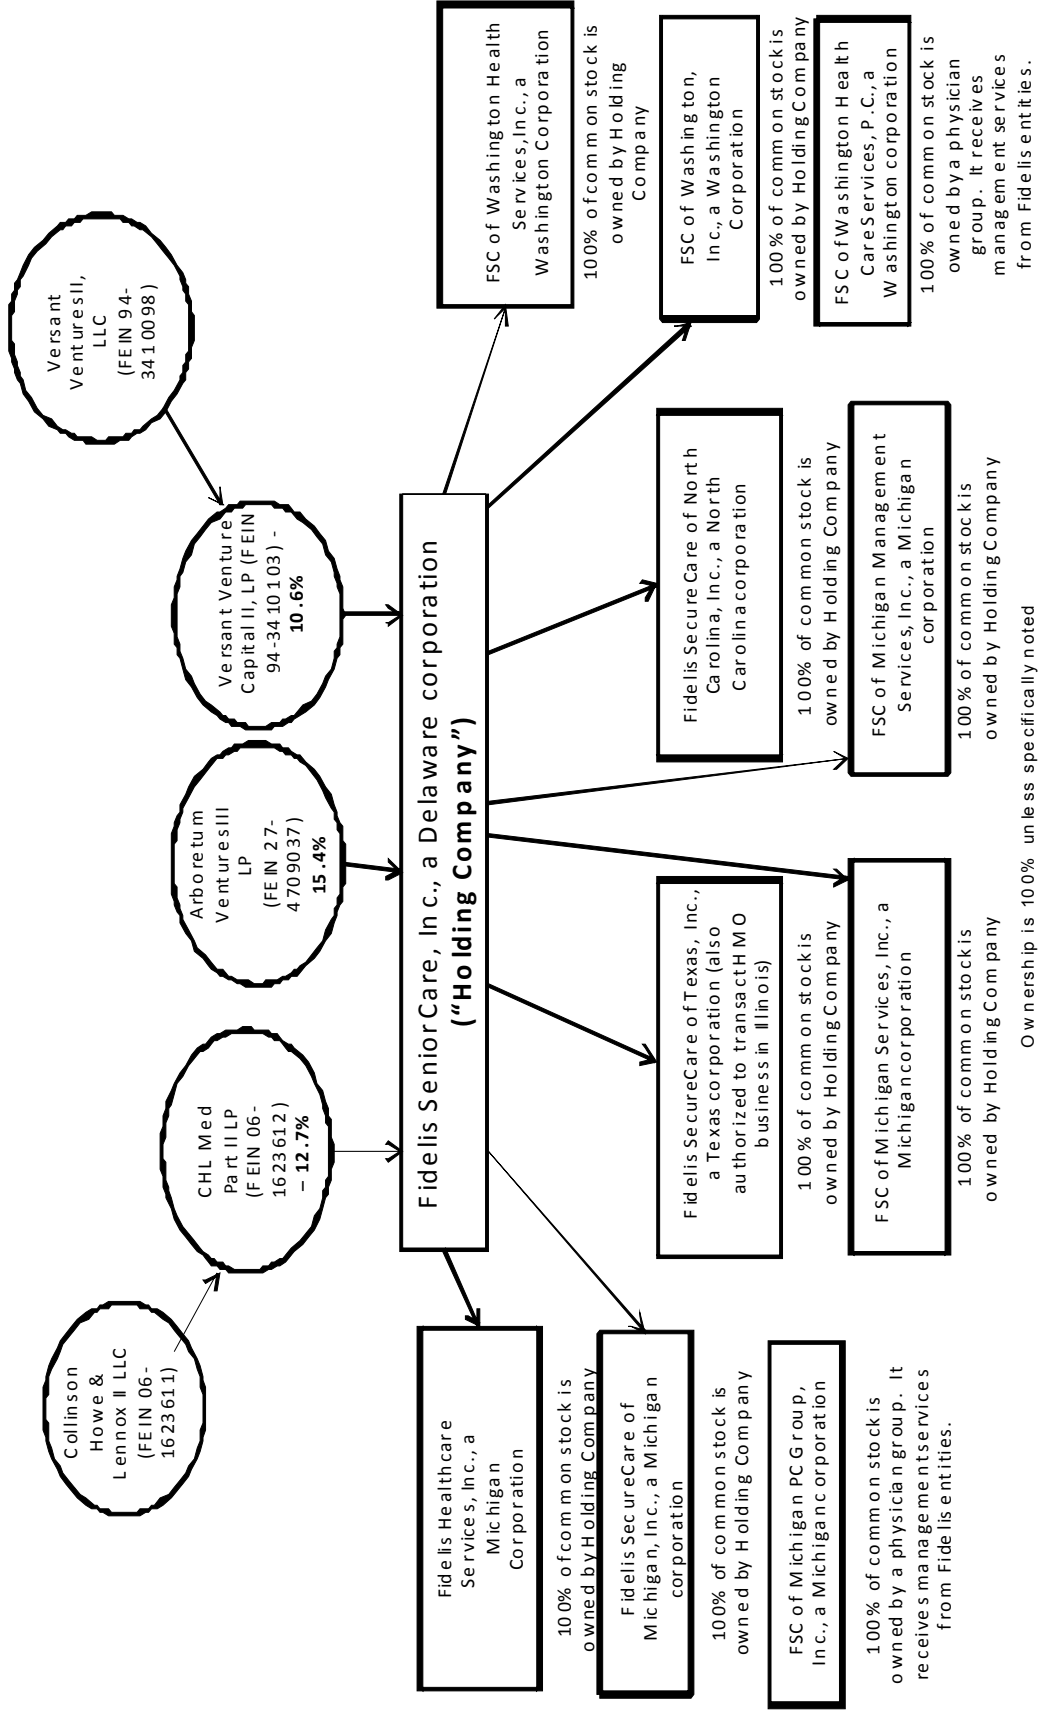 Collinson
Howe &
Lennox II LLC
(FEIN 06-
1623611)
CHL Med
Part II LP
(FEIN 06-
1623612)
– 12.7%
Arboretum
Ventures III
LP
(FEIN 27-
4709037)
15.4%
Versant Venture
Capital II, LP (FEIN
94-3410103) -
10.6%
Versant
Ventures II,
LLC
(FEIN 94-
3410098)
Fidelis SeniorCare, Inc., a Delaware corporation
("Holding Company")
Fidelis Healthcare
Services, Inc., a
Michigan
Corporation
100% of common stock is
owned by Holding Company
Fidelis SecureCare of
Michigan, Inc., a Michigan
corporation
100% of common stock is
owned by Holding Company
FSC of Michigan PC Group,
Inc., a Michigan corporation
100% of common stock is
owned by a physician group. It
receives management services
from Fidelis entities.
Fidelis SecureCare of Texas, Inc.,
a Texas corporation (also
authorized to transact HMO
business in Illinois)
100% of common stock is
owned by Holding Company
FSC of Michigan Services, Inc., a
Michigan corporation
100% of common stock is
owned by Holding Company
Fidelis SecureCare of North
Carolina, Inc., a North
Carolina corporation
100% of common stock is
owned by Holding Company
FSC of Michigan Management
Services, Inc., a Michigan
corporation
100% of common stock is
owned by Holding Company
FSC of Washington Health
Services, Inc., a
Washington Corporation
100% of common stock is
owned by Holding
Company
FSC of Washington,
Inc., a Washington
Corporation
100% of common stock is
owned by Holding Company
FSC of Washington Health
Care Services, P.C., a
Washington corporation
100% of common stock is
owned by a physician
group. It receives
management services
from Fidelis entities.
Ownership is 100% unless specifically noted